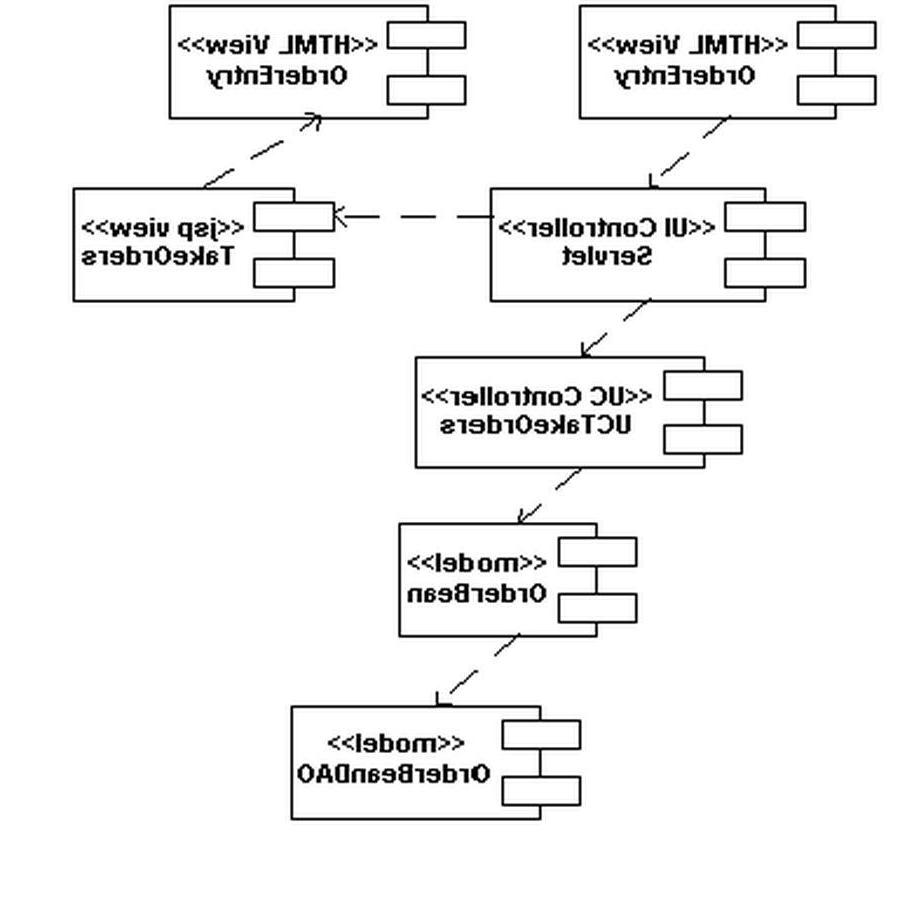 <<HTML View>>
OrderEntry
<<HTML View>>
OrderEntry
<<jsp view>>
TakeOrders
<<UI Controller>>
Servlet
<<UC Controller>>
UCTakeOrders
<<model>>
OrderBean
<<model>>
OrderBeanDAO